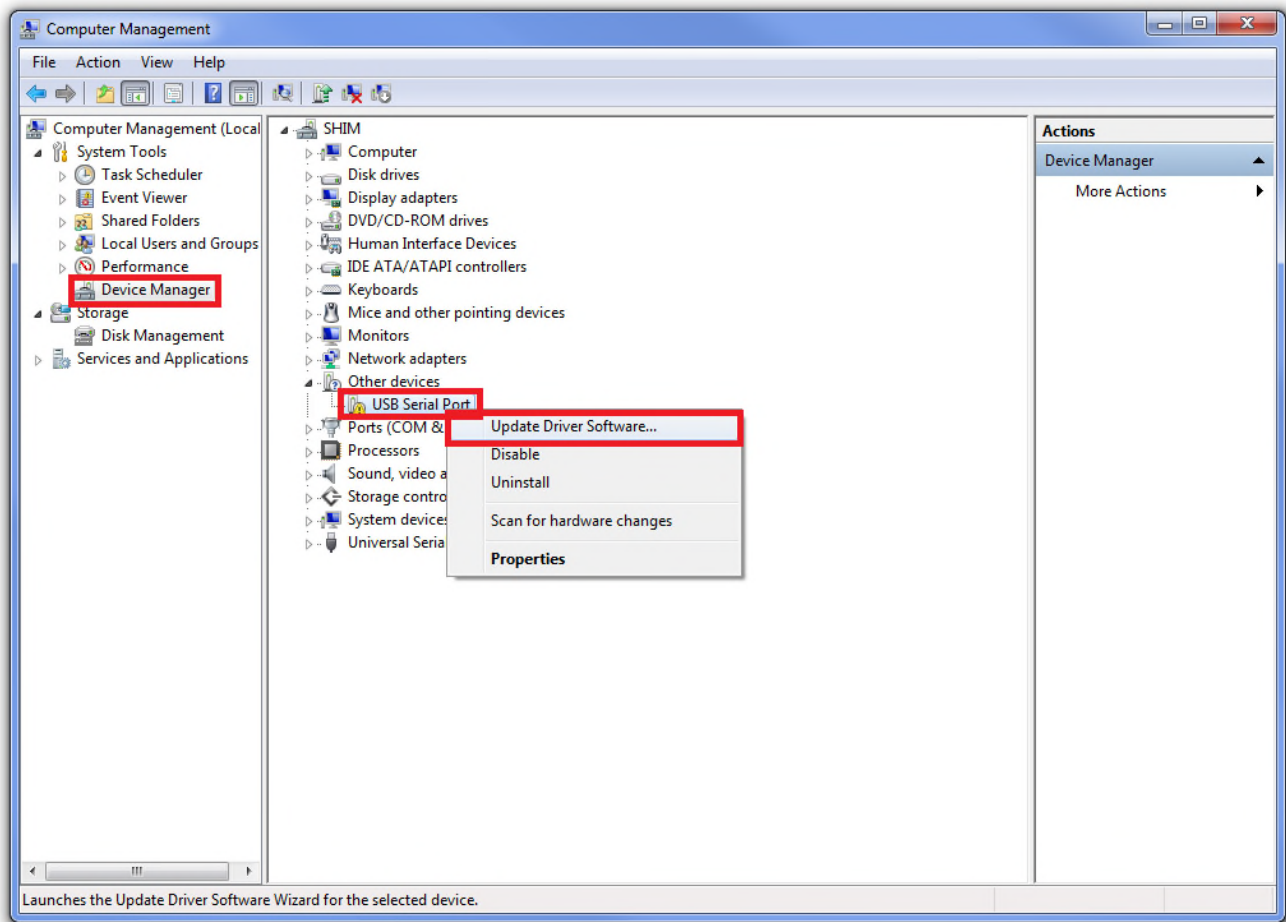 Computer Management
File Action View Help
Computer Management (Local
System Tools
Task Scheduler
Event Viewer
Shared Folders
Local Users and Groups
Performance
Device Manager
Storage
Disk Management
Services and Applications
SHIM
Computer
Disk drives
Display adapters
DVD/CD-ROM drives
Human Interface Devices
IDE ATA/ATAPI controllers
Keyboards
Mice and other pointing devices
Monitors
Network adapters
Other devices
USB Serial Port
Ports (COM &
Processors
Sound, video a
Storage contro
System devices
Universal Seria
Update Driver Software...
Disable
Uninstall
Scan for hardware changes
Properties
Actions
Device Manager
More Actions
Launches the Update Driver Software Wizard for the selected device.